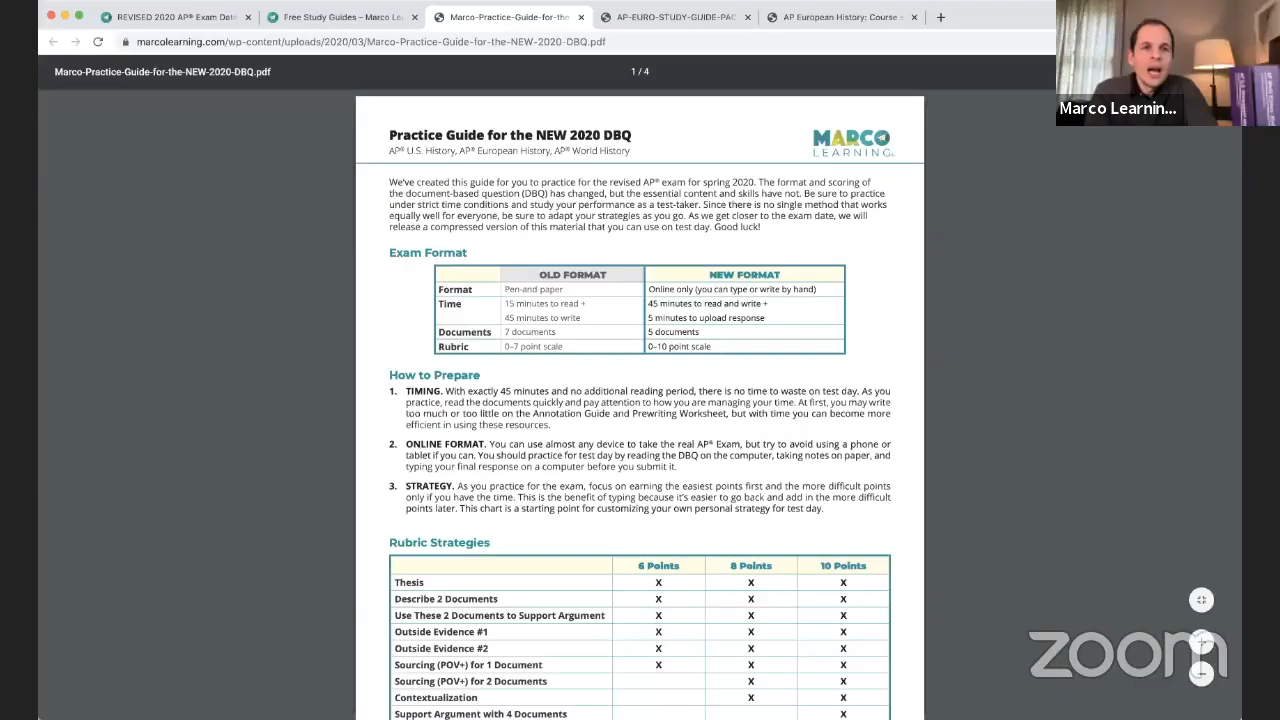 REVISED 2020 AP® Exam Date
Free Study Guides – Marco Le
Marco-Practice-Guide-for-the
AP-EURO-STUDY-GUIDE-PAC
AP European History: Course
marcolearning.com/wp-content/uploads/2020/03/Marco-Practice-Guide-for-the-NEW-2020-DBQ.pdf
Marco-Practice-Guide-for-the-NEW-2020-DBQ.pdf
1 / 4
Marco Learnin...
Practice Guide for the NEW 2020 DBQ
AP® U.S. History, AP® European History, AP® World History
MARCO
LEARNING
We've created this guide for you to practice for the revised AP® exam for spring 2020. The format and scoring of
the document-based question (DBQ) has changed, but the essential content and skills have not. Be sure to practice
under strict time conditions and study your performance as a test-taker. Since there is no single method that works
equally well for everyone, be sure to adapt your strategies as you go. As we get closer to the exam date, we will
release a compressed version of this material that you can use on test day. Good luck!
Exam Format
OLD FORMAT NEW FORMAT
Format Pen-and paper Online only (you can type or write by hand)
Time 15 minutes to read + 45 minutes to read and write +
45 minutes to write 5 minutes to upload response
Documents 7 documents 5 documents
Rubric 0–7 point scale 0–10 point scale
How to Prepare
1. TIMING. With exactly 45 minutes and no additional reading period, there is no time to waste on test day. As you
practice, read the documents quickly and pay attention to how you are managing your time. At first, you may write
too much or too little on the Annotation Guide and Prewriting Worksheet, but with time you can become more
efficient in using these resources.
2. ONLINE FORMAT. You can use almost any device to take the real AP® Exam, but try to avoid using a phone or
tablet if you can. You should practice for test day by reading the DBQ on the computer, taking notes on paper, and
typing your final response on a computer before you submit it.
3. STRATEGY. As you practice for the exam, focus on earning the easiest points first and the more difficult points
only if you have the time. This is the benefit of typing because it's easier to go back and add in the more difficult
points later. This chart is a starting point for customizing your own personal strategy for test day.
Rubric Strategies
6 Points 8 Points 10 Points
Thesis X X X
Describe 2 Documents X X X
Use These 2 Documents to Support Argument X X X
Outside Evidence #1 X X X
Outside Evidence #2 X X X
Sourcing (POV+) for 1 Document X X X
Sourcing (POV+) for 2 Documents X X
Contextualization X X
Support Argument with 4 Documents X
zoom